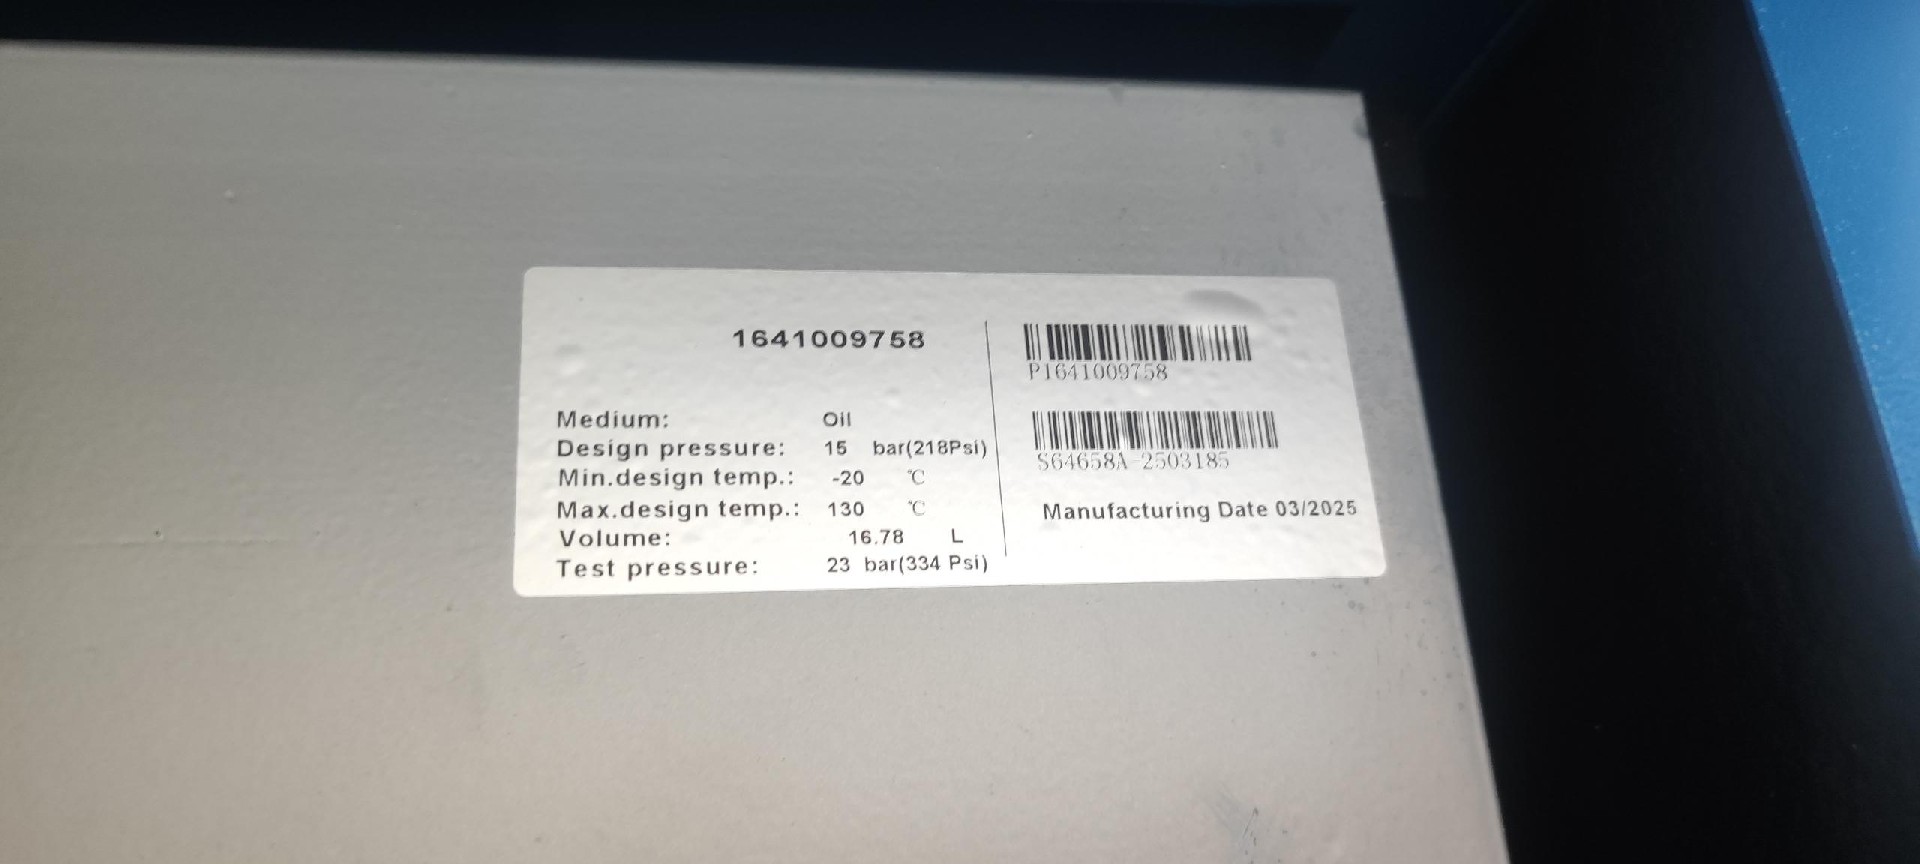 1641009758
Medium: Oil
Design pressure: 15 bar(218Psi)
Min.design temp.: -20 ℃
Max.design temp.: 130 ℃
Volume: 16.78 L
Test pressure: 23 bar(334 Psi)
P1641009758
S64658A-2503185
Manufacturing Date 03/2025